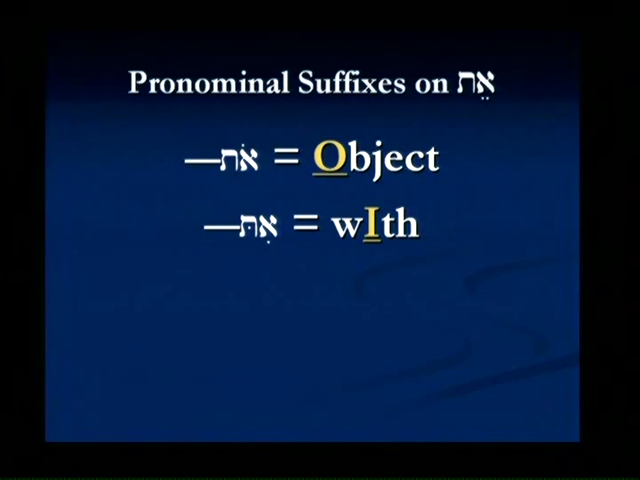 Pronominal Suffixes on אֵת
—אֹת = Object
—אִתּ = wIth